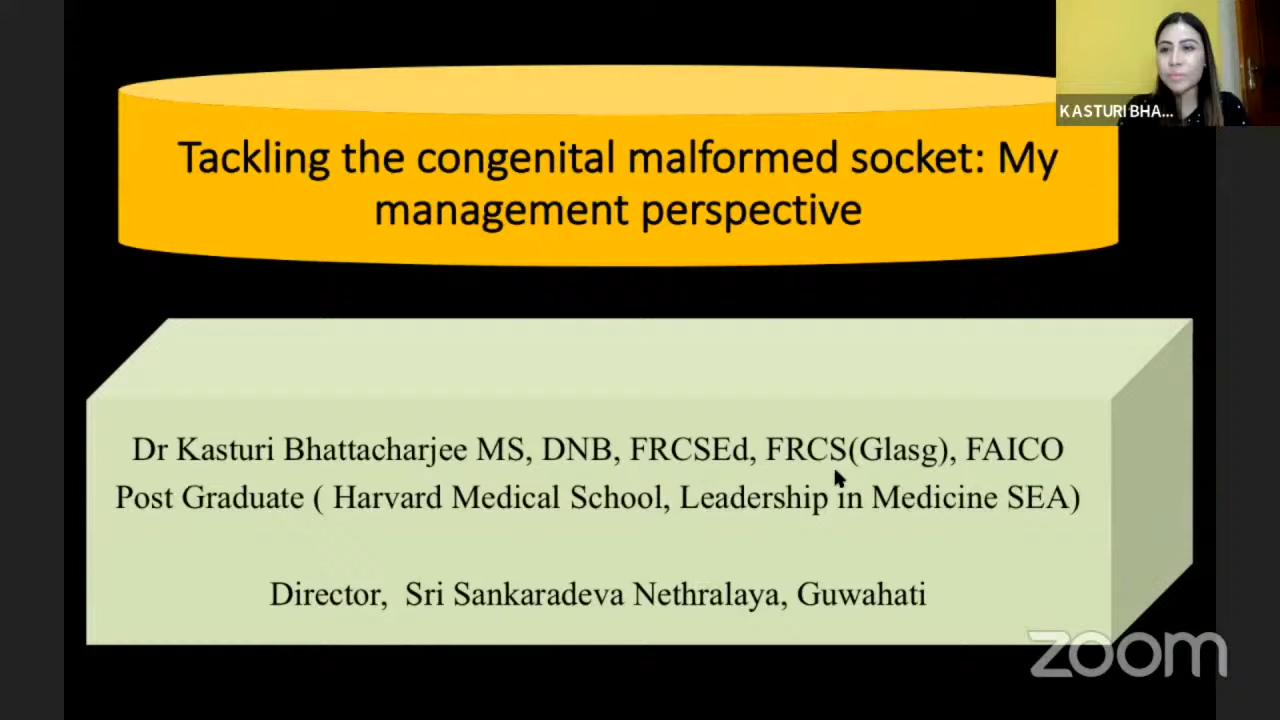 KASTURI BHA...
Tackling the congenital malformed socket: My
management perspective
Dr Kasturi Bhattacharjee MS, DNB, FRCSEd, FRCS(Glasg), FAICO
Post Graduate ( Harvard Medical School, Leadership in Medicine SEA)
Director, Sri Sankaradeva Nethralaya, Guwahati
zoom